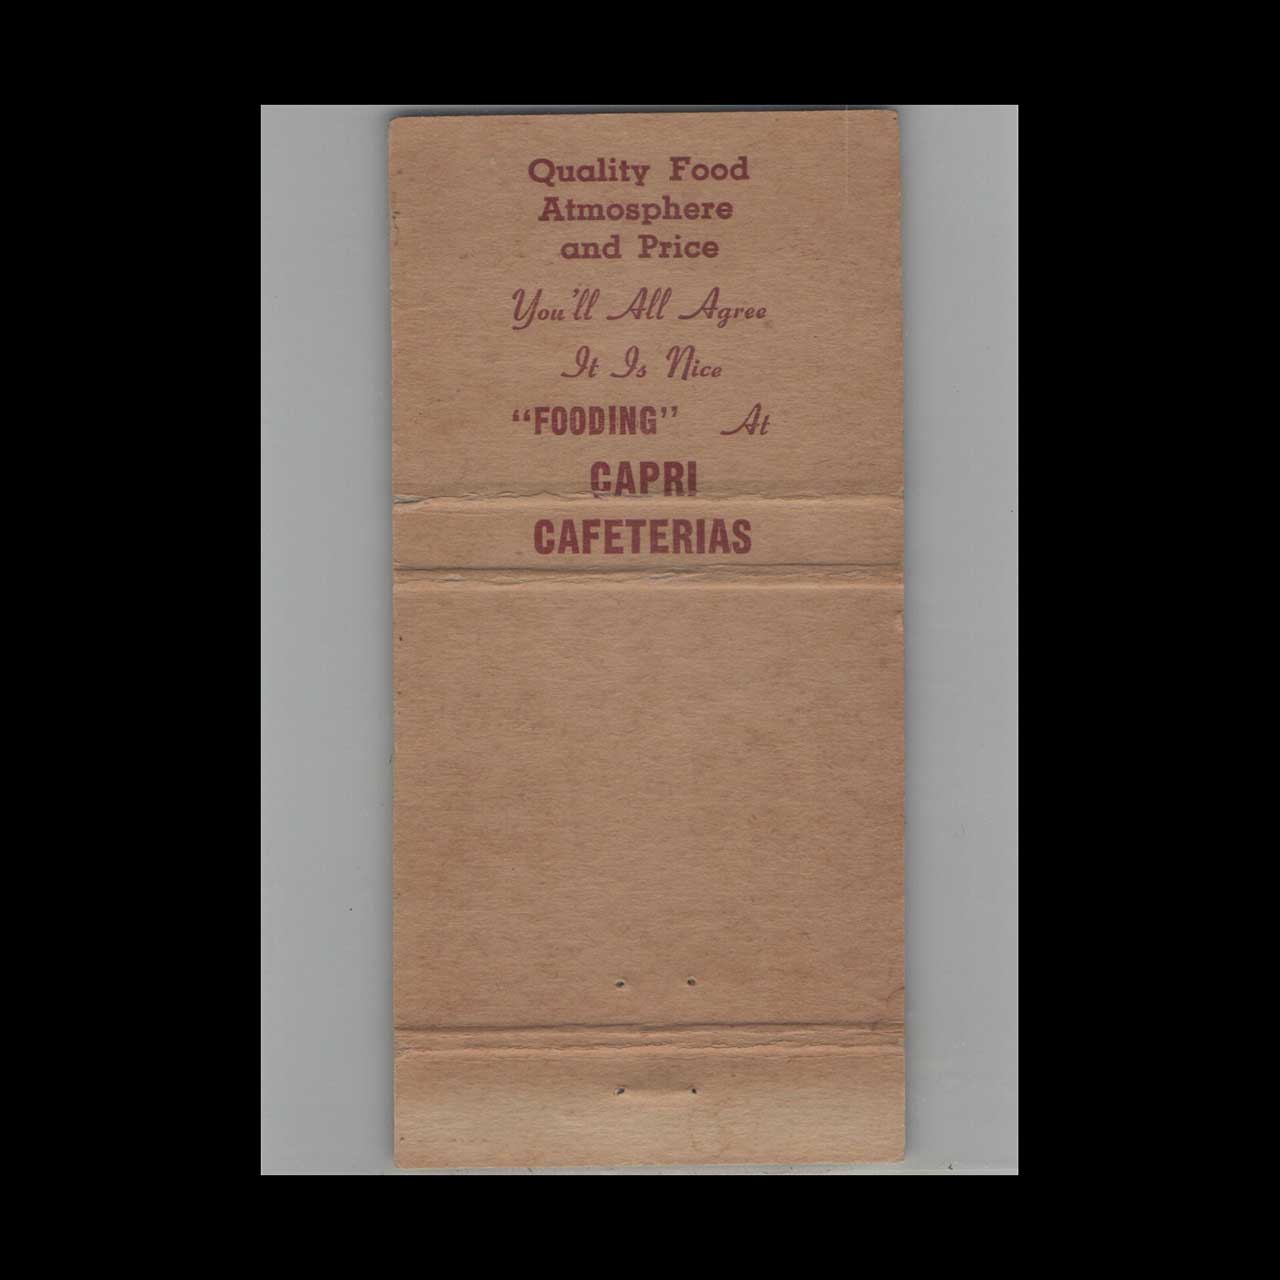 Quality Food
Atmosphere
and Price
You'll All Agree
It Is Nice
“FOODING” At
CAPRI
CAFETERIAS